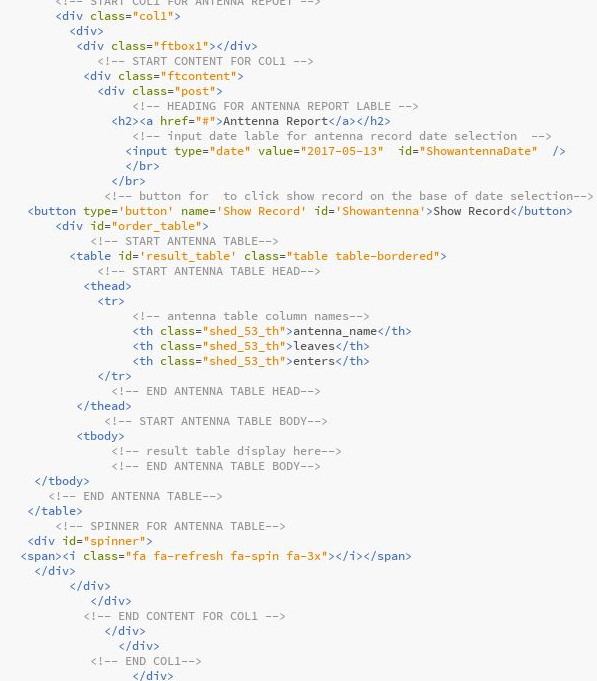 <!-- START COL1 FOR ANTENNA REPOET -->
<div class="col1">
<div>
<div class="ftbox1"></div>
<!-- START CONTENT FOR COL1 -->
<div class="ftcontent">
<div class="post">
<!-- HEADING FOR ANTENNA REPORT LABLE -->
<h2><a href="#">Anttenna Report</a></h2>
<!-- input date lable for antenna record date selection  -->
<input type="date" value="2017-05-13"  id="ShowantennaDate"  />
</br>
</br>
<!-- button for  to click show record on the base of date selection-->
<button type='button' name='Show Record' id='Showantenna'>Show Record</button>
<div id="order_table">
<!-- START ANTENNA TABLE-->
<table id='result_table' class="table table-bordered">
<!-- START ANTENNA TABLE HEAD-->
<thead>
<tr>
<!-- antenna table column names-->
<th class="shed_53_th">antenna_name</th>
<th class="shed_53_th">leaves</th>
<th class="shed_53_th">enters</th>
</tr>
<!-- END ANTENNA TABLE HEAD-->
</thead>
<!-- START ANTENNA TABLE BODY-->
<tbody>
<!-- result table display here-->
<!-- END ANTENNA TABLE BODY-->
</tbody>
<!-- END ANTENNA TABLE-->
</table>
<!-- SPINNER FOR ANTENNA TABLE-->
<div id="spinner">
<span><i class="fa fa-refresh fa-spin fa-3x"></i></span>
</div>
</div>
</div>
<!-- END CONTENT FOR COL1 -->
</div>
</div>
<!-- END COL1-->
</div>